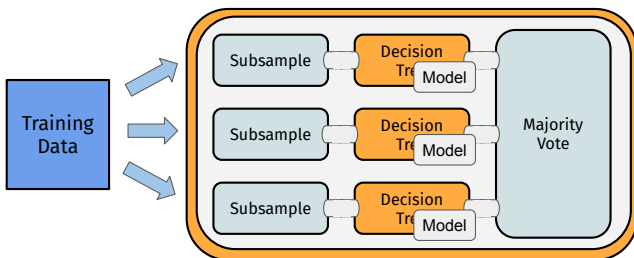 Training
Data
Subsample
Decision
Tre
Model
Subsample
Decision
Tre
Model
Subsample
Decision
Tre
Model
Majority
Vote